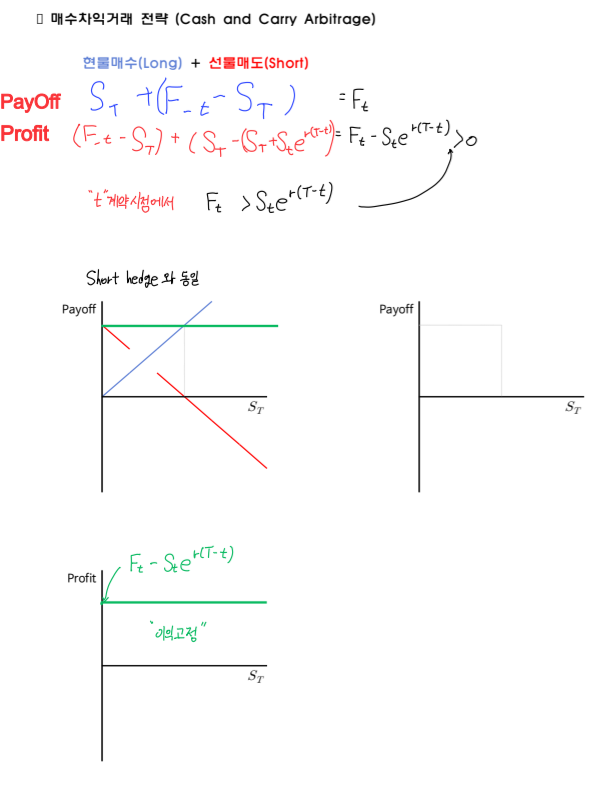 ▯ 매수차익거래 전략 (Cash and Carry Arbitrage)
현물매수(Long) + 선물매도(Short)
PayOff S_T + (F_-t - S_T) = F_t
Profit (F_-t - S_T) + (S_T - (S_T + S_t e^{r(T-t)}) = F_t - S_t e^{r(T-t)} > 0
"t"계약시점에서 F_t > S_t e^{r(T-t)}
Short hedge와 동일
Payoff
S_T
Payoff
S_T
F_t - S_t e^{r(T-t)}
Profit
"이익고정"
S_T